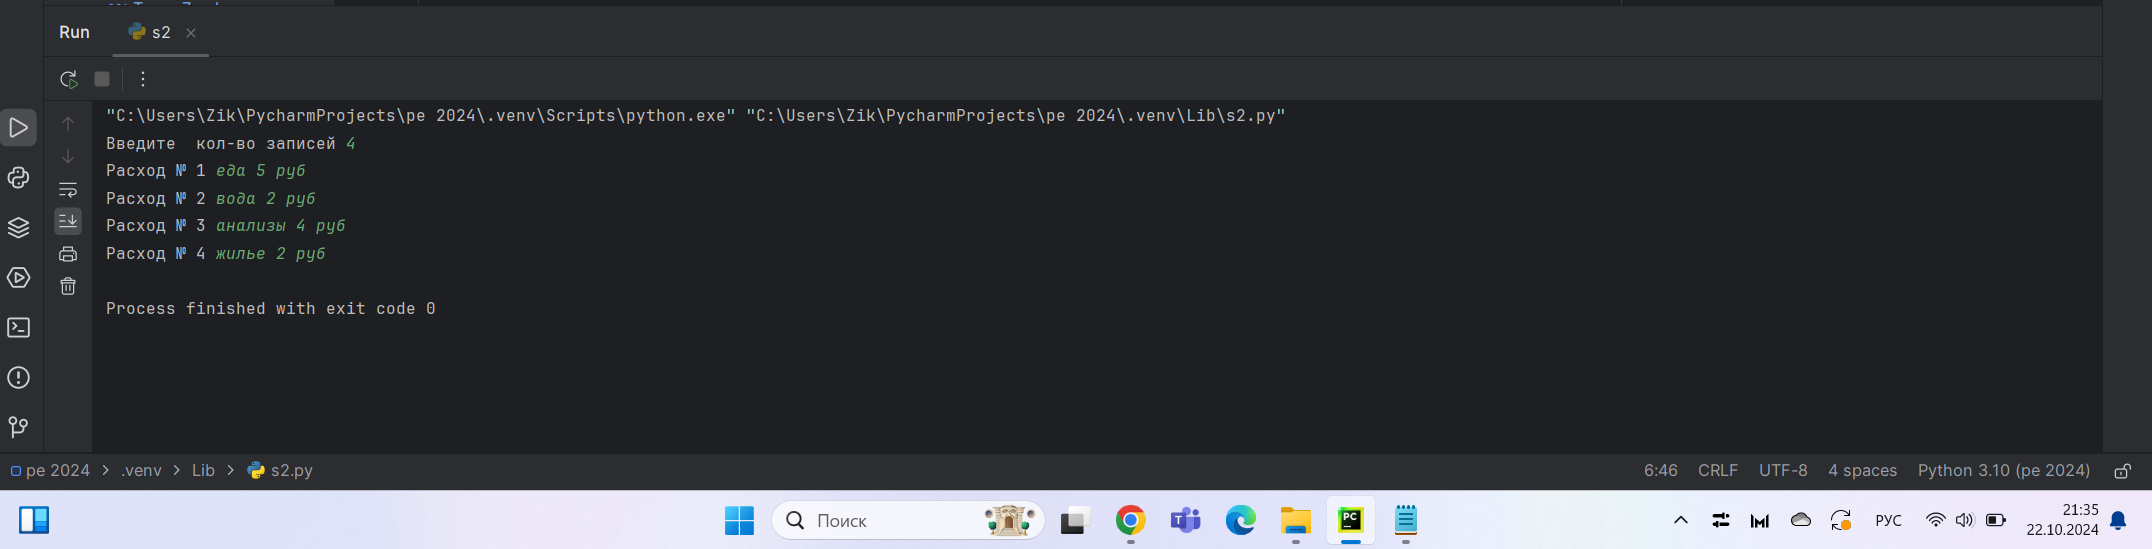 Run s2
"C:\Users\Zik\PycharmProjects\pe 2024\.venv\Scripts\python.exe" "C:\Users\Zik\PycharmProjects\pe 2024\.venv\Lib\s2.py"
Введите  кол-во записей 4
Расход № 1 еда 5 руб
Расход № 2 вода 2 руб
Расход № 3 анализы 4 руб
Расход № 4 жилье 2 руб
Process finished with exit code 0
pe 2024 > .venv > Lib > s2.py 6:46 CRLF UTF-8 4 spaces Python 3.10 (pe 2024)
Поиск PC РУС 21:35
22.10.2024